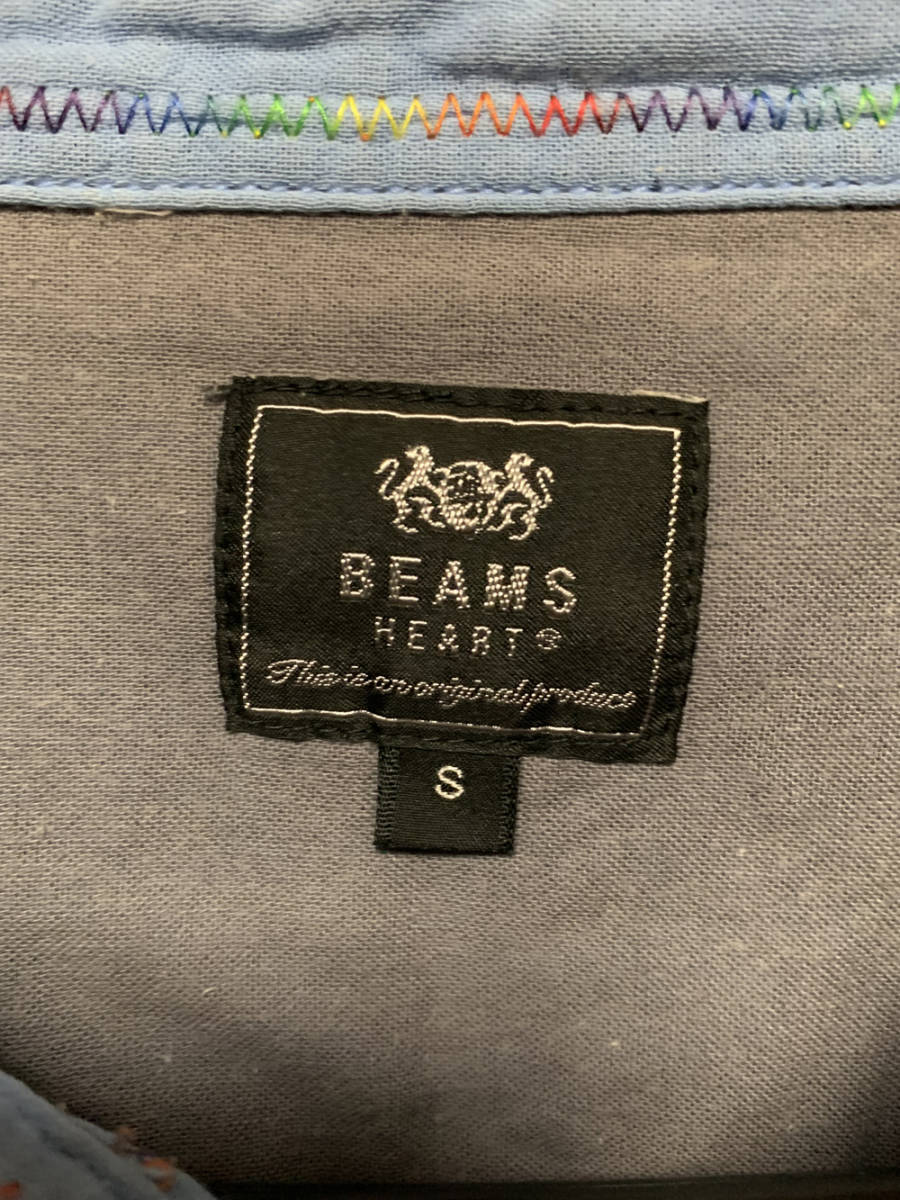 BEAMS
HEART®
This is an original product
S